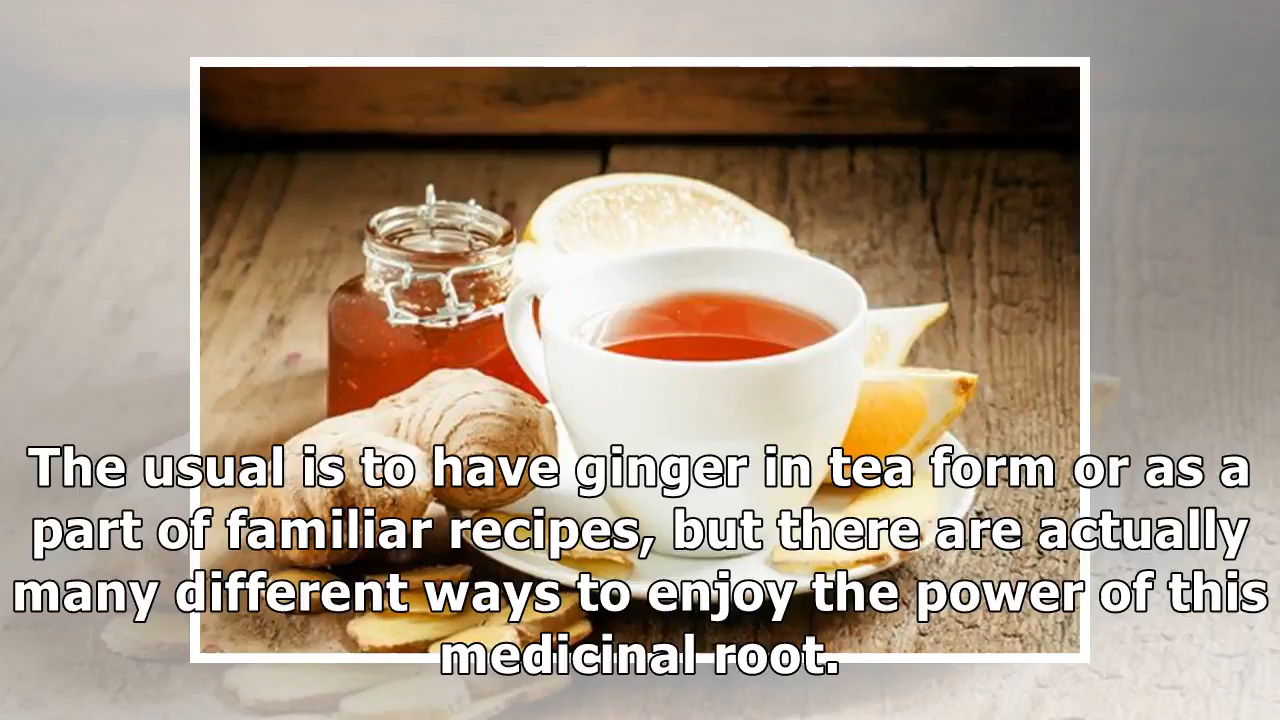 The usual is to have ginger in tea form or as a
part of familiar recipes, but there are actually
many different ways to enjoy the power of this
medicinal root.